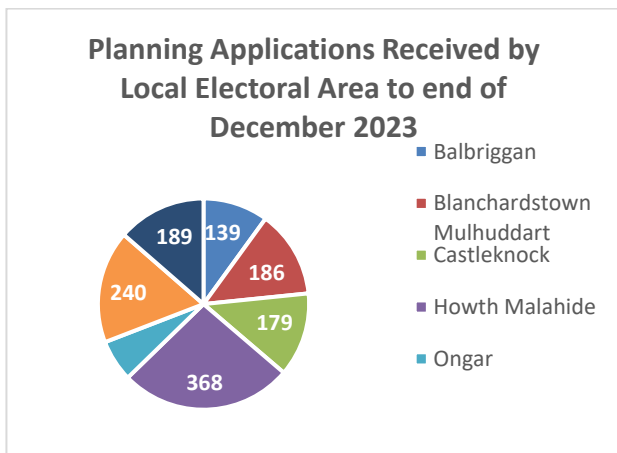 Planning Applications Received by
Local Electoral Area to end of
December 2023
Balbriggan
Blanchardstown
Mulhuddart
Castleknock
Howth Malahide
Ongar
189
139
186
240
179
368